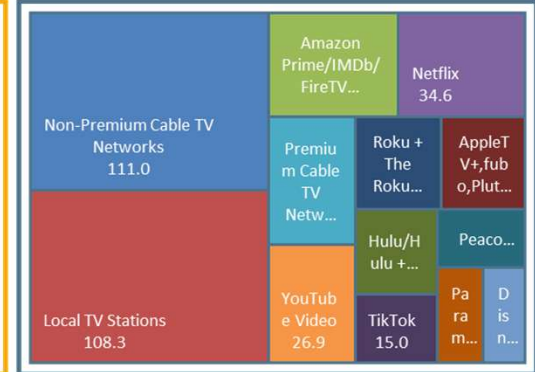 Non-Premium Cable TV
Networks
111.0
Local TV Stations
108.3
Amazon
Prime/IMDb/
FireTV...
Netflix
34.6
Premiu
m Cable
TV
Netw...
Roku +
The
Roku...
AppleT
V+,fub
o,Plut...
Hulu/H
ulu +...
Peaco...
YouTub
e Video
26.9
TikTok
15.0
Pa
ra
m...
D
is
n...